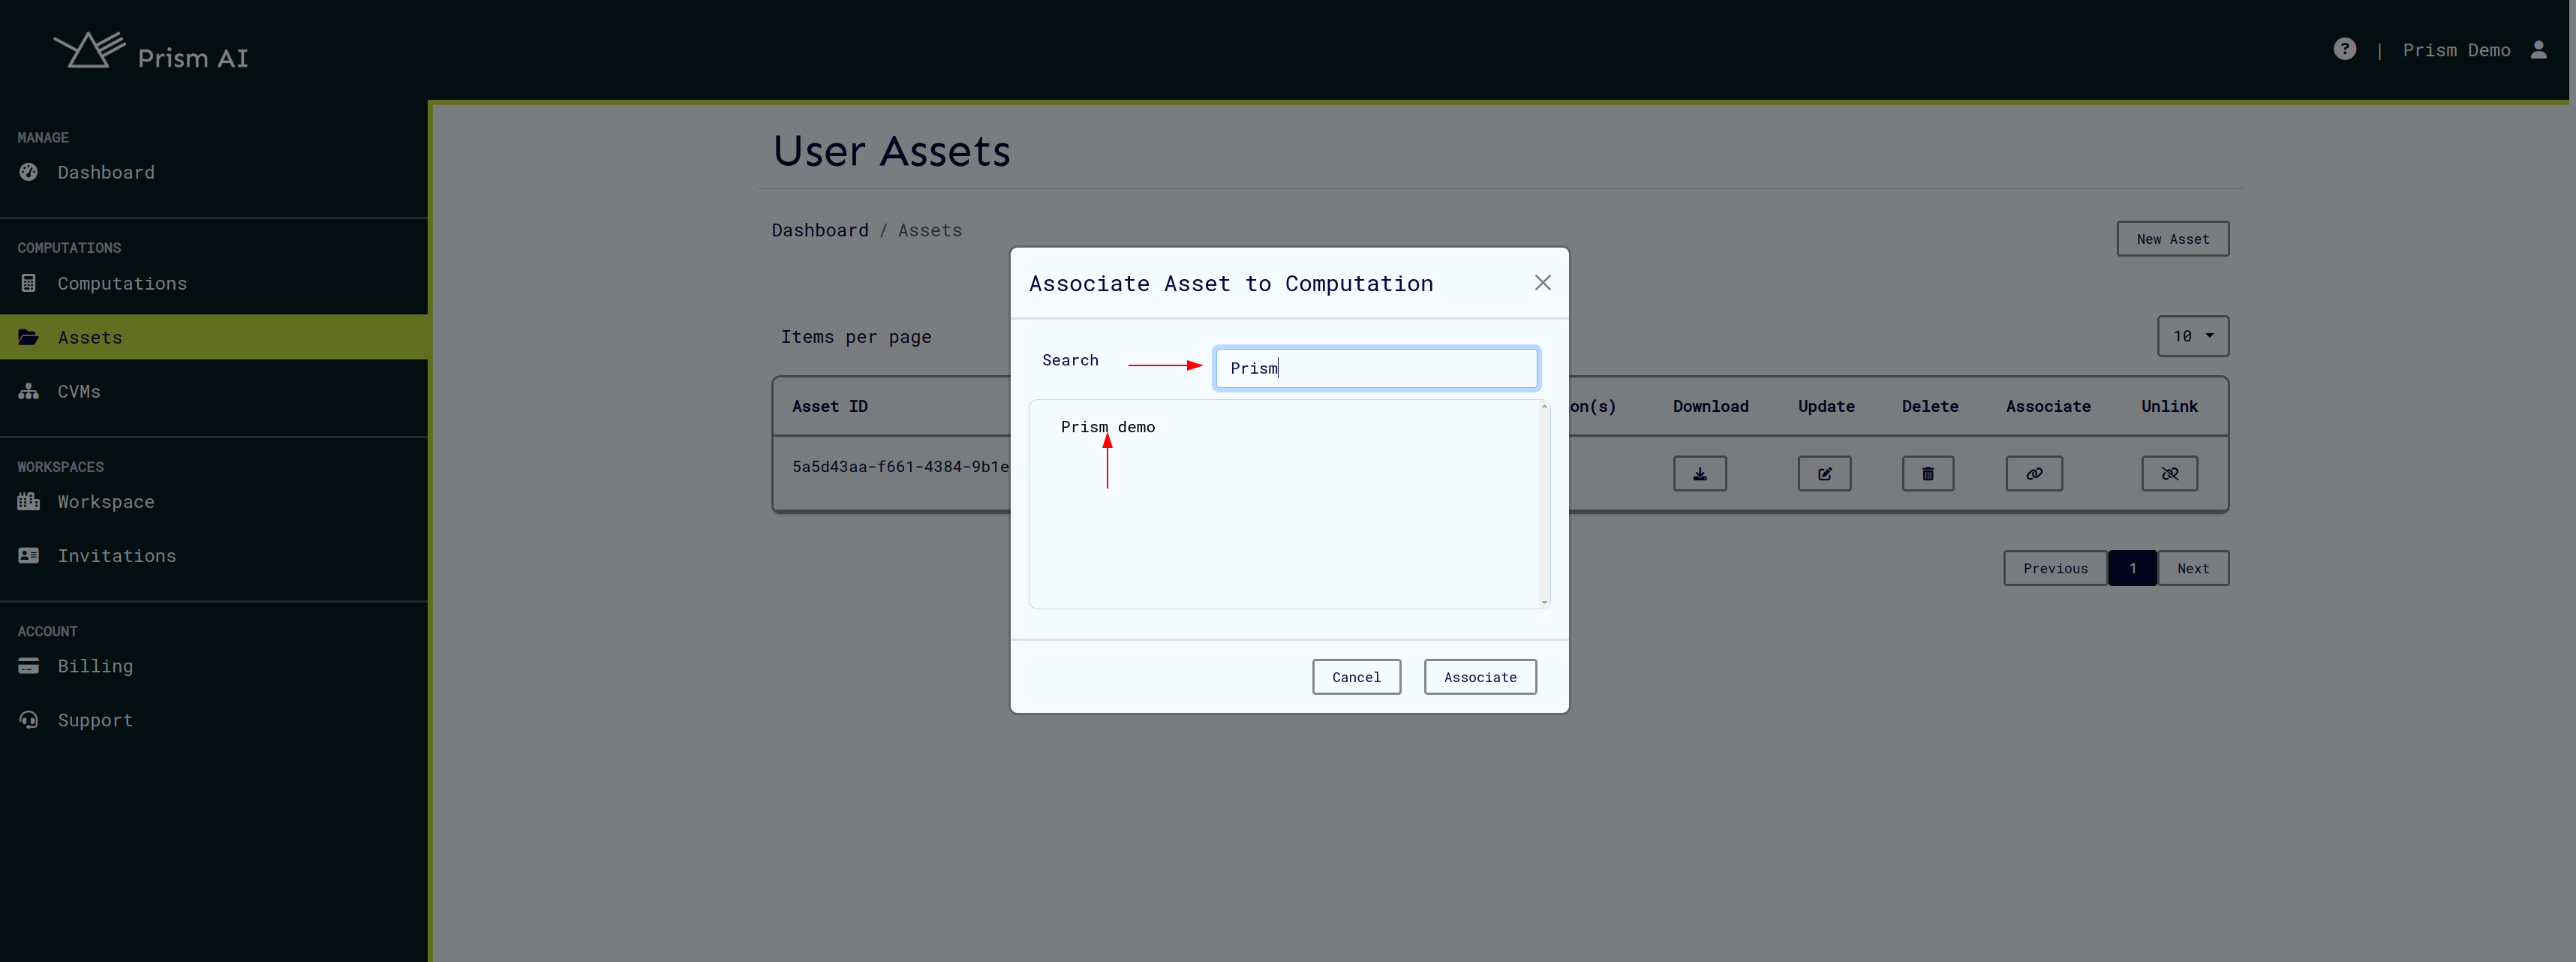 Prism AI
? | Prism Demo
MANAGE
Dashboard
COMPUTATIONS
Computations
Assets
CVMs
WORKSPACES
Workspace
Invitations
ACCOUNT
Billing
Support
User Assets
Dashboard / Assets
New Asset
Items per page
10
Asset ID on(s) Download Update Delete Associate Unlink
5a5d43aa-f661-4384-9b1e
Previous 1 Next
Associate Asset to Computation
Search Prism
Prism demo
Cancel Associate